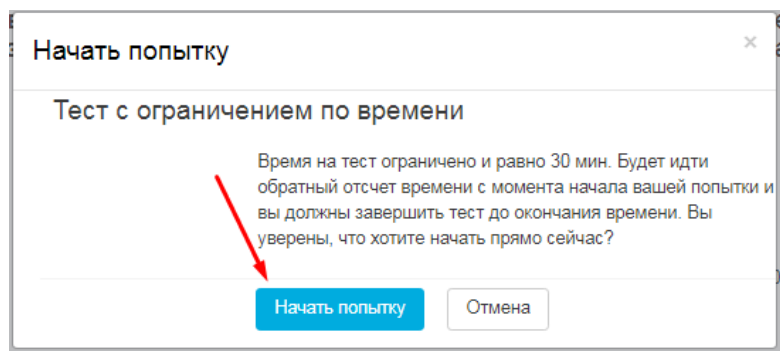 Начать попытку
×
Тест с ограничением по времени
Время на тест ограничено и равно 30 мин. Будет идти
обратный отсчет времени с момента начала вашей попытки и
вы должны завершить тест до окончания времени. Вы
уверены, что хотите начать прямо сейчас?
Начать попытку Отмена